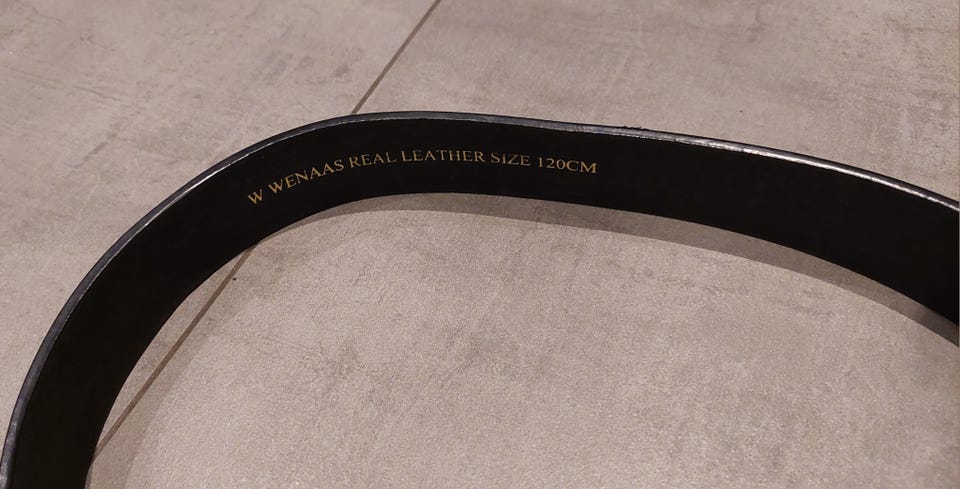 W WENAAS REAL LEATHER SIZE 120CM